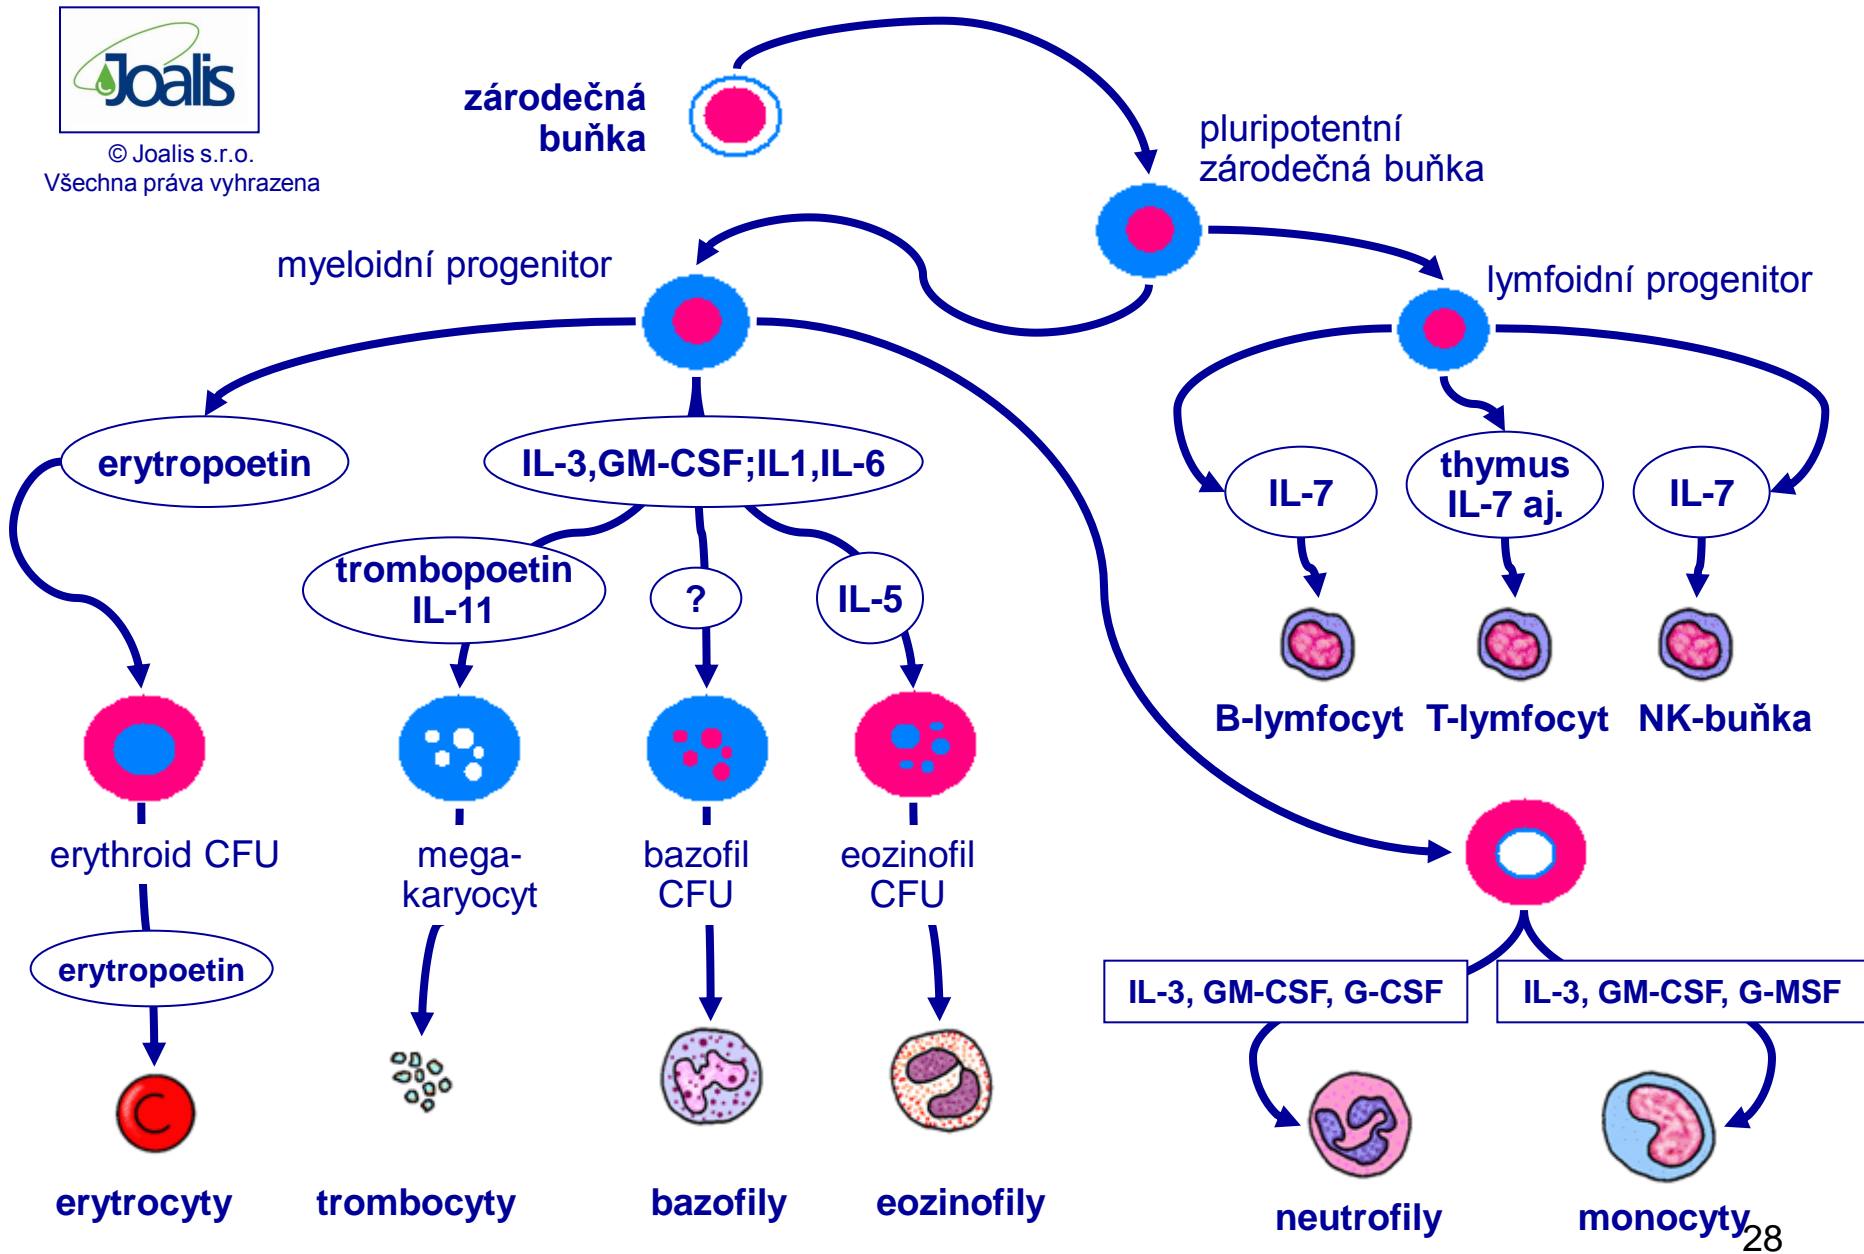 Joalis
© Joalis s.r.o.
Všechna práva vyhrazena
zárodečná
buňka
pluripotentní
zárodečná buňka
myeloidní progenitor
lymfoidní progenitor
erytropoetin
IL-3,GM-CSF;IL1,IL-6
IL-7
thymus
IL-7 aj.
IL-7
trombopoetin
IL-11
?
IL-5
B-lymfocyt
T-lymfocyt
NK-buňka
erythroid CFU
mega-
karyocyt
bazofil
CFU
eozinofil
CFU
erytropoetin
IL-3, GM-CSF, G-CSF
IL-3, GM-CSF, G-MSF
erytrocyty
trombocyty
bazofily
eozinofily
neutrofily
monocyty
28